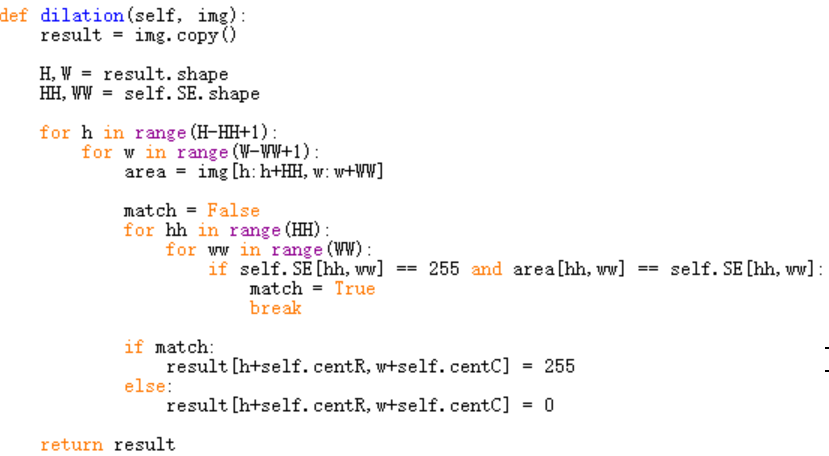 def dilation(self, img):
    result = img.copy()

    H,W = result.shape
    HH,WW = self.SE.shape

    for h in range(H-HH+1):
        for w in range(W-WW+1):
            area = img[h:h+HH,w:w+WW]

            match = False
            for hh in range(HH):
                for ww in range(WW):
                    if self.SE[hh,ww] == 255 and area[hh,ww] == self.SE[hh,ww]:
                        match = True
                        break

            if match:
                result[h+self.centR,w+self.centC] = 255
            else:
                result[h+self.centR,w+self.centC] = 0

    return result